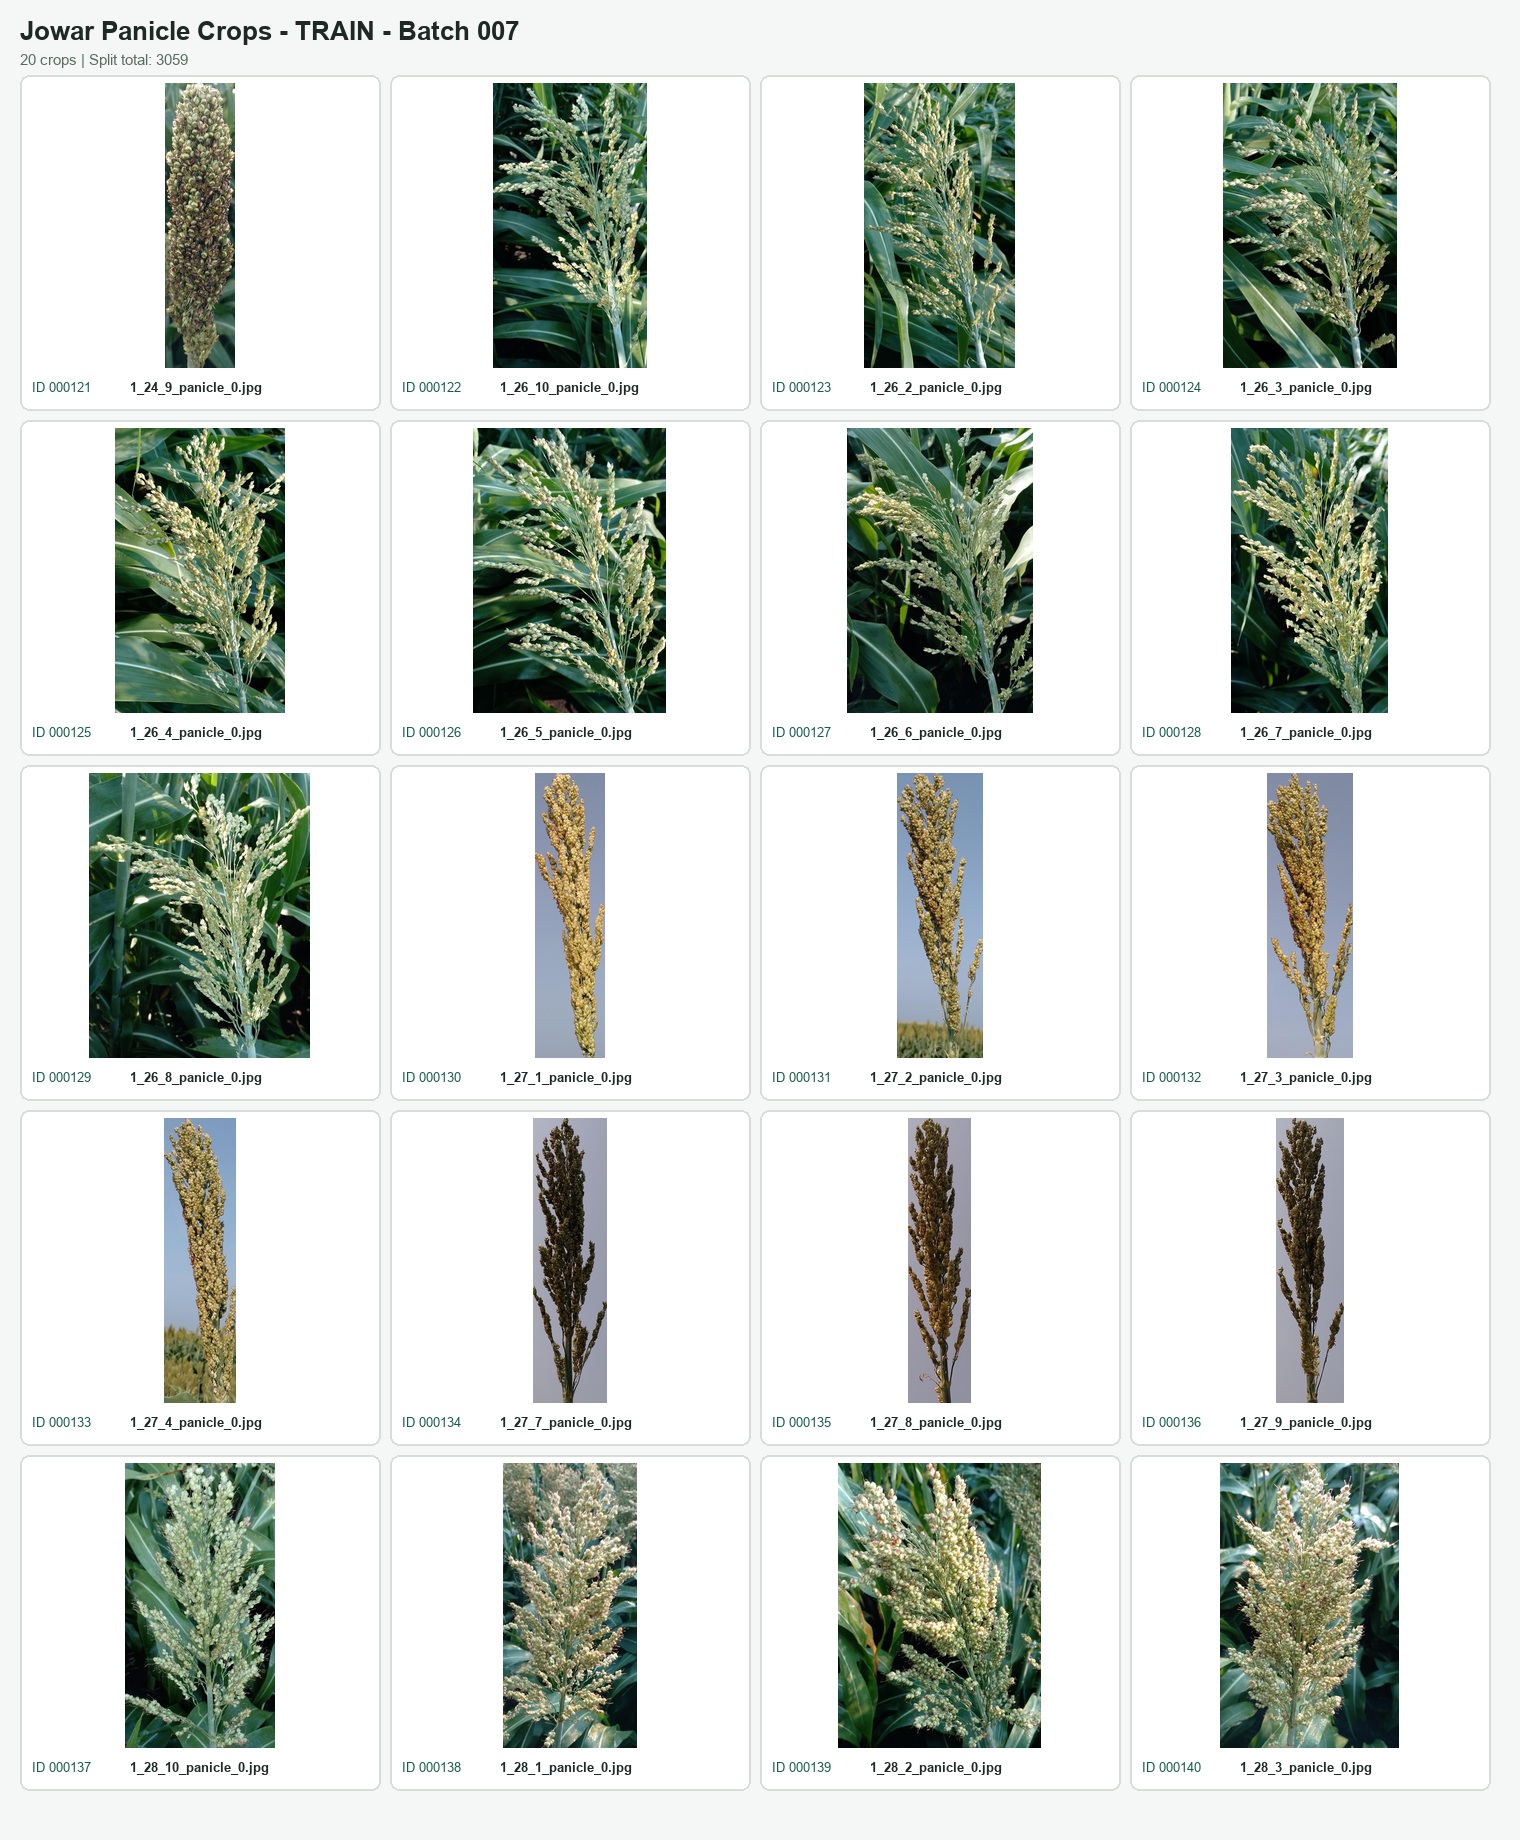 Jowar Panicle Crops - TRAIN - Batch 007
20 crops | Split total: 3059
ID 000121 1_24_9_panicle_0.jpg
ID 000122 1_26_10_panicle_0.jpg
ID 000123 1_26_2_panicle_0.jpg
ID 000124 1_26_3_panicle_0.jpg
ID 000125 1_26_4_panicle_0.jpg
ID 000126 1_26_5_panicle_0.jpg
ID 000127 1_26_6_panicle_0.jpg
ID 000128 1_26_7_panicle_0.jpg
ID 000129 1_26_8_panicle_0.jpg
ID 000130 1_27_1_panicle_0.jpg
ID 000131 1_27_2_panicle_0.jpg
ID 000132 1_27_3_panicle_0.jpg
ID 000133 1_27_4_panicle_0.jpg
ID 000134 1_27_7_panicle_0.jpg
ID 000135 1_27_8_panicle_0.jpg
ID 000136 1_27_9_panicle_0.jpg
ID 000137 1_28_10_panicle_0.jpg
ID 000138 1_28_1_panicle_0.jpg
ID 000139 1_28_2_panicle_0.jpg
ID 000140 1_28_3_panicle_0.jpg